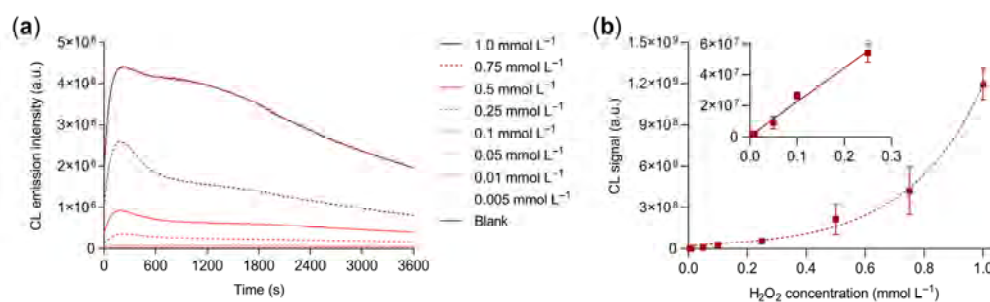 (a)
CL emission intensity (a.u.)
5×10⁶
4×10⁶
3×10⁶
2×10⁶
1×10⁶
0
0 600 1200 1800 2400 3000 3600
Time (s)
1.0 mmol L⁻¹
0.75 mmol L⁻¹
0.5 mmol L⁻¹
0.25 mmol L⁻¹
0.1 mmol L⁻¹
0.05 mmol L⁻¹
0.01 mmol L⁻¹
0.005 mmol L⁻¹
Blank
(b)
CL signal (a.u.)
1.5×10⁹
1.2×10⁹
9×10⁸
6×10⁸
3×10⁸
0
6×10⁷
4×10⁷
2×10⁷
0
0.0 0.1 0.2 0.3
0.0 0.2 0.4 0.6 0.8 1.0
H₂O₂ concentration (mmol L⁻¹)